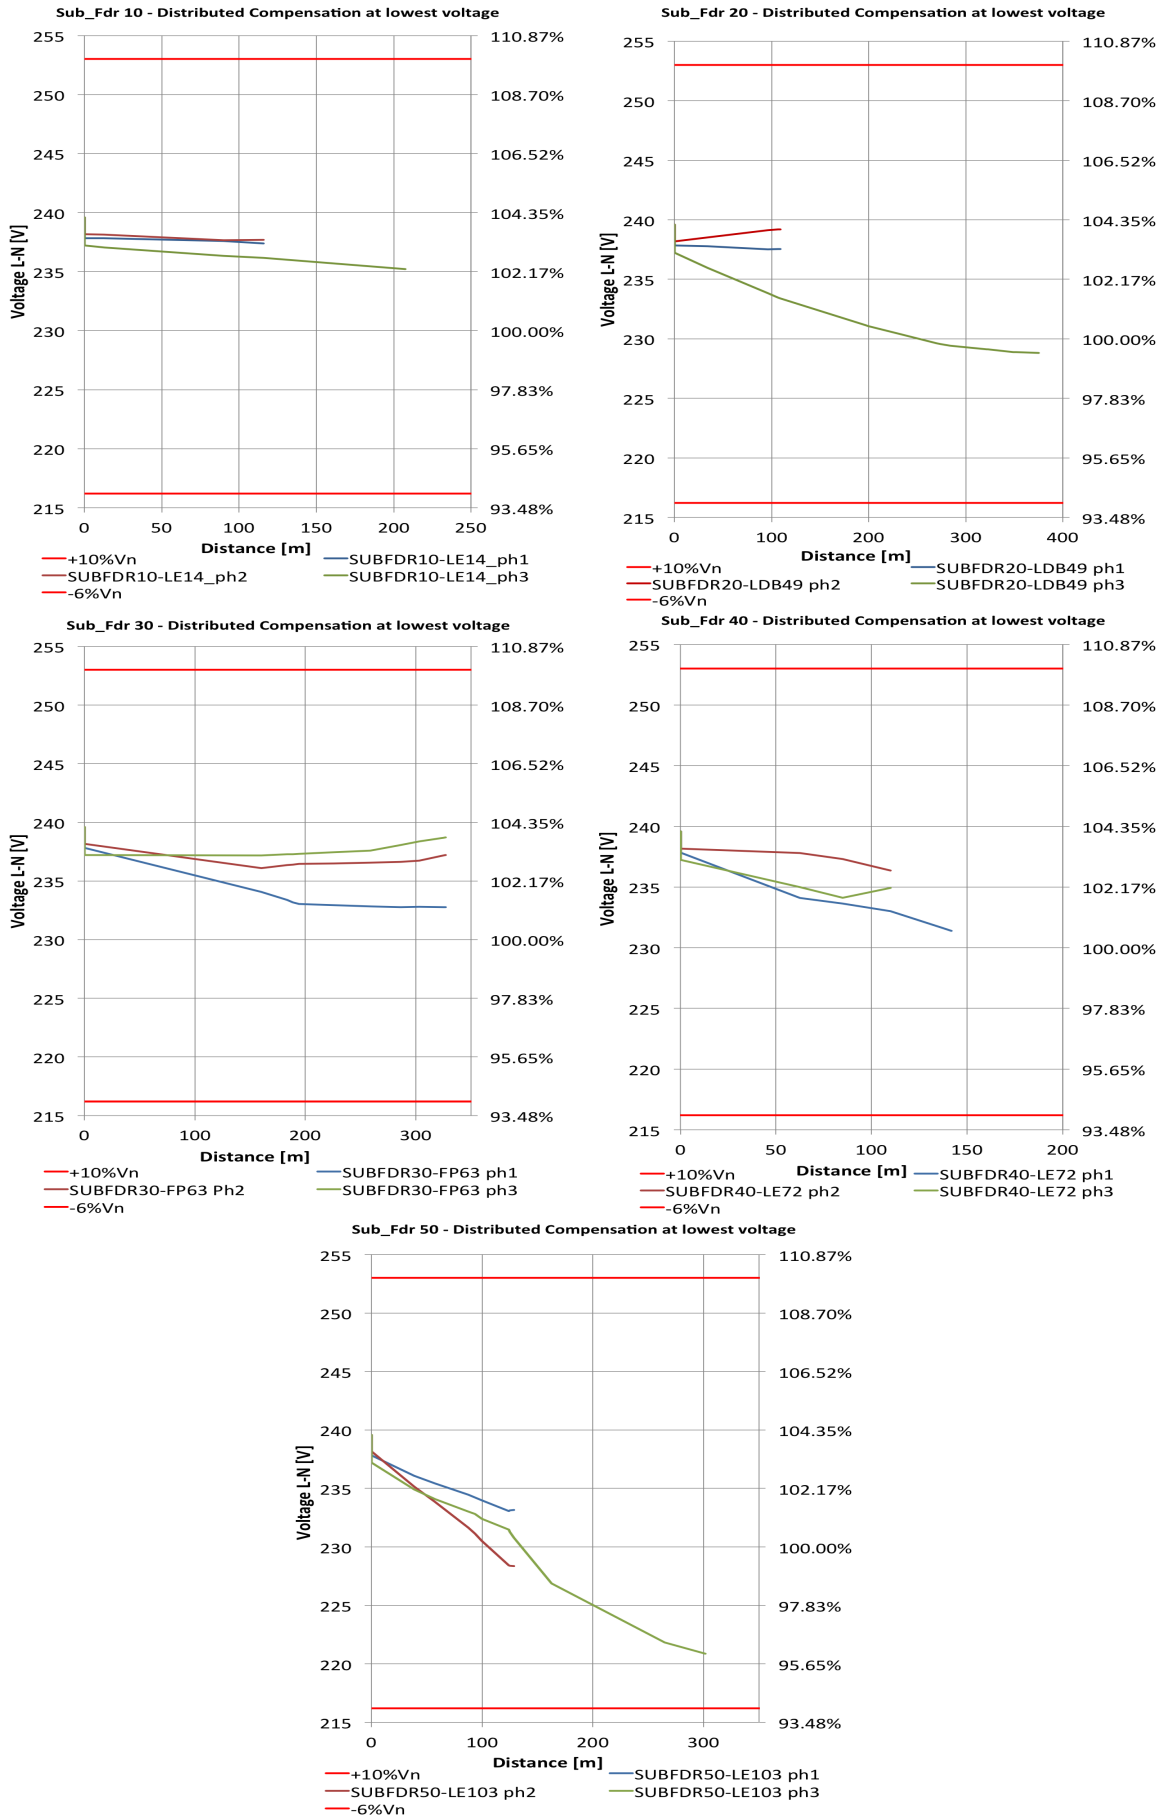 Sub_Fdr 10 - Distributed Compensation at lowest voltage
255
250
245
240
235
230
225
220
215
110.87%
108.70%
106.52%
104.35%
102.17%
100.00%
97.83%
95.65%
93.48%
Voltage L-N [V]
0 50 100 150 200 250
Distance [m]
+10%Vn SUBFDR10-LE14_ph1
SUBFDR10-LE14_ph2 SUBFDR10-LE14_ph3
-6%Vn
Sub_Fdr 20 - Distributed Compensation at lowest voltage
255
250
245
240
235
230
225
220
215
110.87%
108.70%
106.52%
104.35%
102.17%
100.00%
97.83%
95.65%
93.48%
Voltage L-N [V]
0 100 200 300 400
Distance [m]
+10%Vn SUBFDR20-LDB49 ph1
SUBFDR20-LDB49 ph2 SUBFDR20-LDB49 ph3
-6%Vn
Sub_Fdr 30 - Distributed Compensation at lowest voltage
255
250
245
240
235
230
225
220
215
110.87%
108.70%
106.52%
104.35%
102.17%
100.00%
97.83%
95.65%
93.48%
Voltage L-N [V]
0 100 200 300
Distance [m]
+10%Vn SUBFDR30-FP63 ph1
SUBFDR30-FP63 Ph2 SUBFDR30-FP63 ph3
-6%Vn
Sub_Fdr 40 - Distributed Compensation at lowest voltage
255
250
245
240
235
230
225
220
215
110.87%
108.70%
106.52%
104.35%
102.17%
100.00%
97.83%
95.65%
93.48%
Voltage L-N [V]
0 50 100 150 200
Distance [m]
+10%Vn SUBFDR40-LE72 ph1
SUBFDR40-LE72 ph2 SUBFDR40-LE72 ph3
-6%Vn
Sub_Fdr 50 - Distributed Compensation at lowest voltage
255
250
245
240
235
230
225
220
215
110.87%
108.70%
106.52%
104.35%
102.17%
100.00%
97.83%
95.65%
93.48%
Voltage L-N [V]
0 100 200 300
Distance [m]
+10%Vn SUBFDR50-LE103 ph1
SUBFDR50-LE103 ph2 SUBFDR50-LE103 ph3
-6%Vn